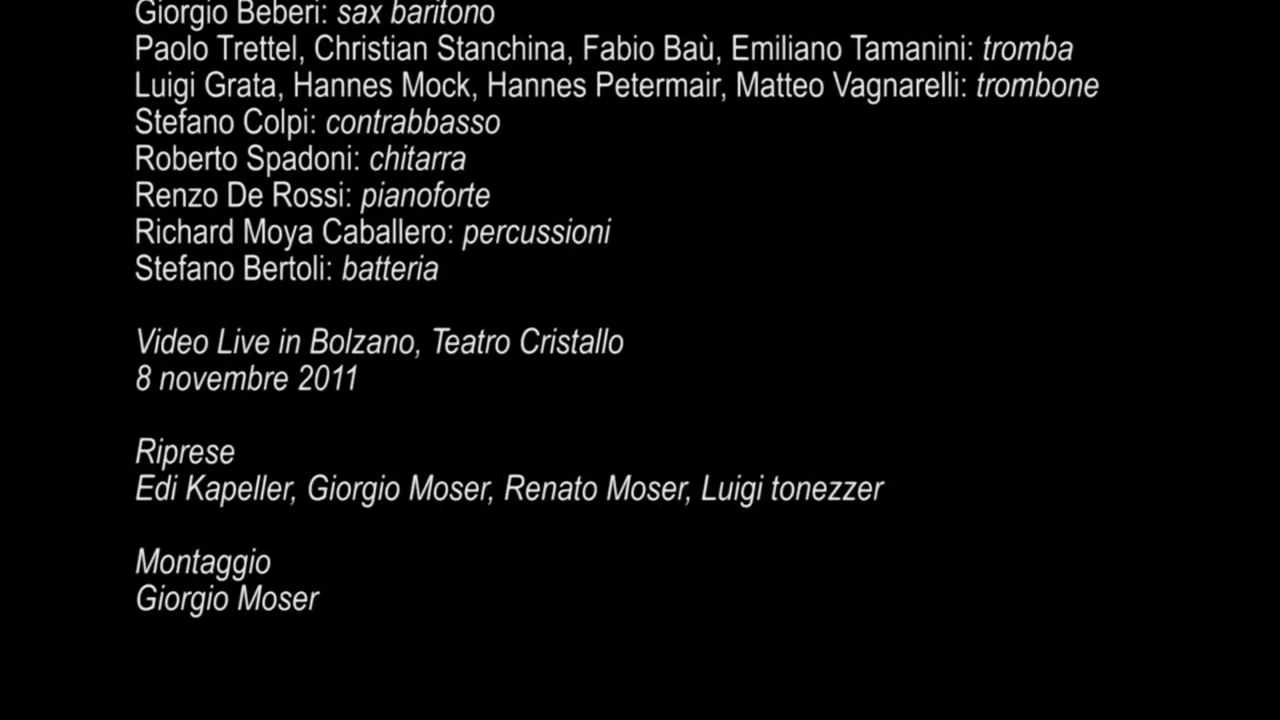 Giorgio Beberi: sax baritono
Paolo Trettel, Christian Stanchina, Fabio Baù, Emiliano Tamanini: tromba
Luigi Grata, Hannes Mock, Hannes Petermair, Matteo Vagnarelli: trombone
Stefano Colpi: contrabbasso
Roberto Spadoni: chitarra
Renzo De Rossi: pianoforte
Richard Moya Caballero: percussioni
Stefano Bertoli: batteria
Video Live in Bolzano, Teatro Cristallo
8 novembre 2011
Riprese
Edi Kapeller, Giorgio Moser, Renato Moser, Luigi tonezzer
Montaggio
Giorgio Moser